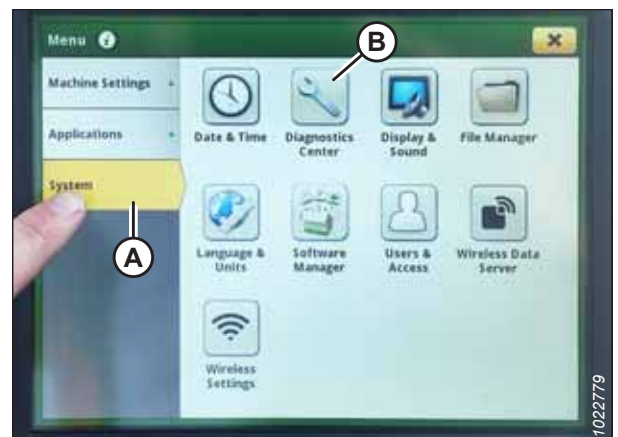 Menu i
B
Machine Settings
Applications
System
A
Date & Time
Diagnostics
Center
Display &
Sound
File Manager
Language &
Units
Software
Manager
Users &
Access
Wireless Data
Server
Wireless
Settings
1022779